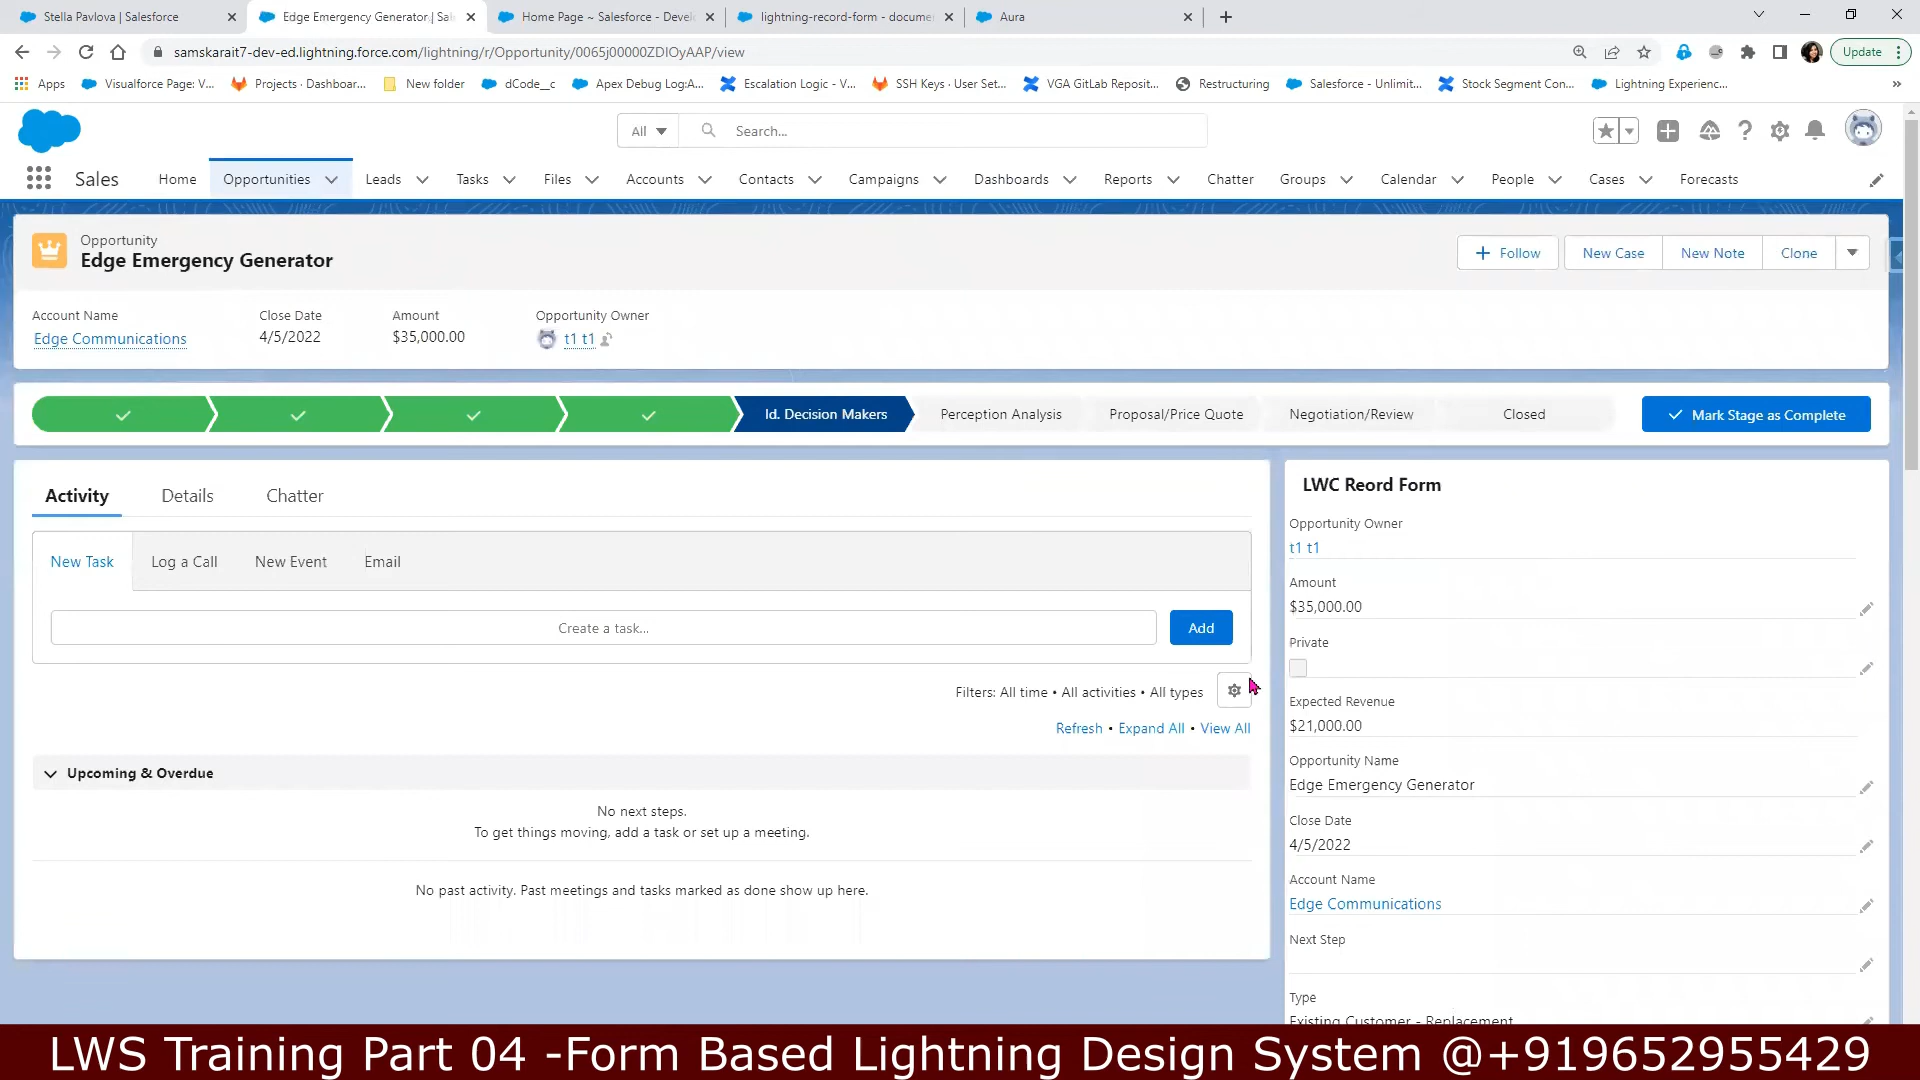 Stella Pavlova | Salesforce
Edge Emergency Generator | Sal
Home Page ~ Salesforce - Develo
lightning-record-form - docume
Aura
samskarait7-dev-ed.lightning.force.com/lightning/r/Opportunity/0065j00000ZDIOyAAP/view
Update
Apps
Visualforce Page: V...
Projects · Dashboar...
New folder
dCode__c
Apex Debug Log:A...
Escalation Logic - V...
SSH Keys · User Set...
VGA GitLab Reposit...
Restructuring
Salesforce - Unlimit...
Stock Segment Con...
Lightning Experienc...
»
All
Search...
Sales
Home
Opportunities
Leads
Tasks
Files
Accounts
Contacts
Campaigns
Dashboards
Reports
Chatter
Groups
Calendar
People
Cases
Forecasts
Opportunity
Edge Emergency Generator
Follow
New Case
New Note
Clone
Account Name
Close Date
Amount
Opportunity Owner
Edge Communications
4/5/2022
$35,000.00
t1 t1
Id. Decision Makers
Perception Analysis
Proposal/Price Quote
Negotiation/Review
Closed
Mark Stage as Complete
Activity
Details
Chatter
New Task
Log a Call
New Event
Email
Create a task...
Add
Filters: All time • All activities • All types
Refresh • Expand All • View All
Upcoming & Overdue
No next steps.
To get things moving, add a task or set up a meeting.
No past activity. Past meetings and tasks marked as done show up here.
LWC Reord Form
Opportunity Owner
t1 t1
Amount
$35,000.00
Private
Expected Revenue
$21,000.00
Opportunity Name
Edge Emergency Generator
Close Date
4/5/2022
Account Name
Edge Communications
Next Step
Type
Existing Customer - Replacement
LWS Training Part 04 -Form Based Lightning Design System @+919652955429